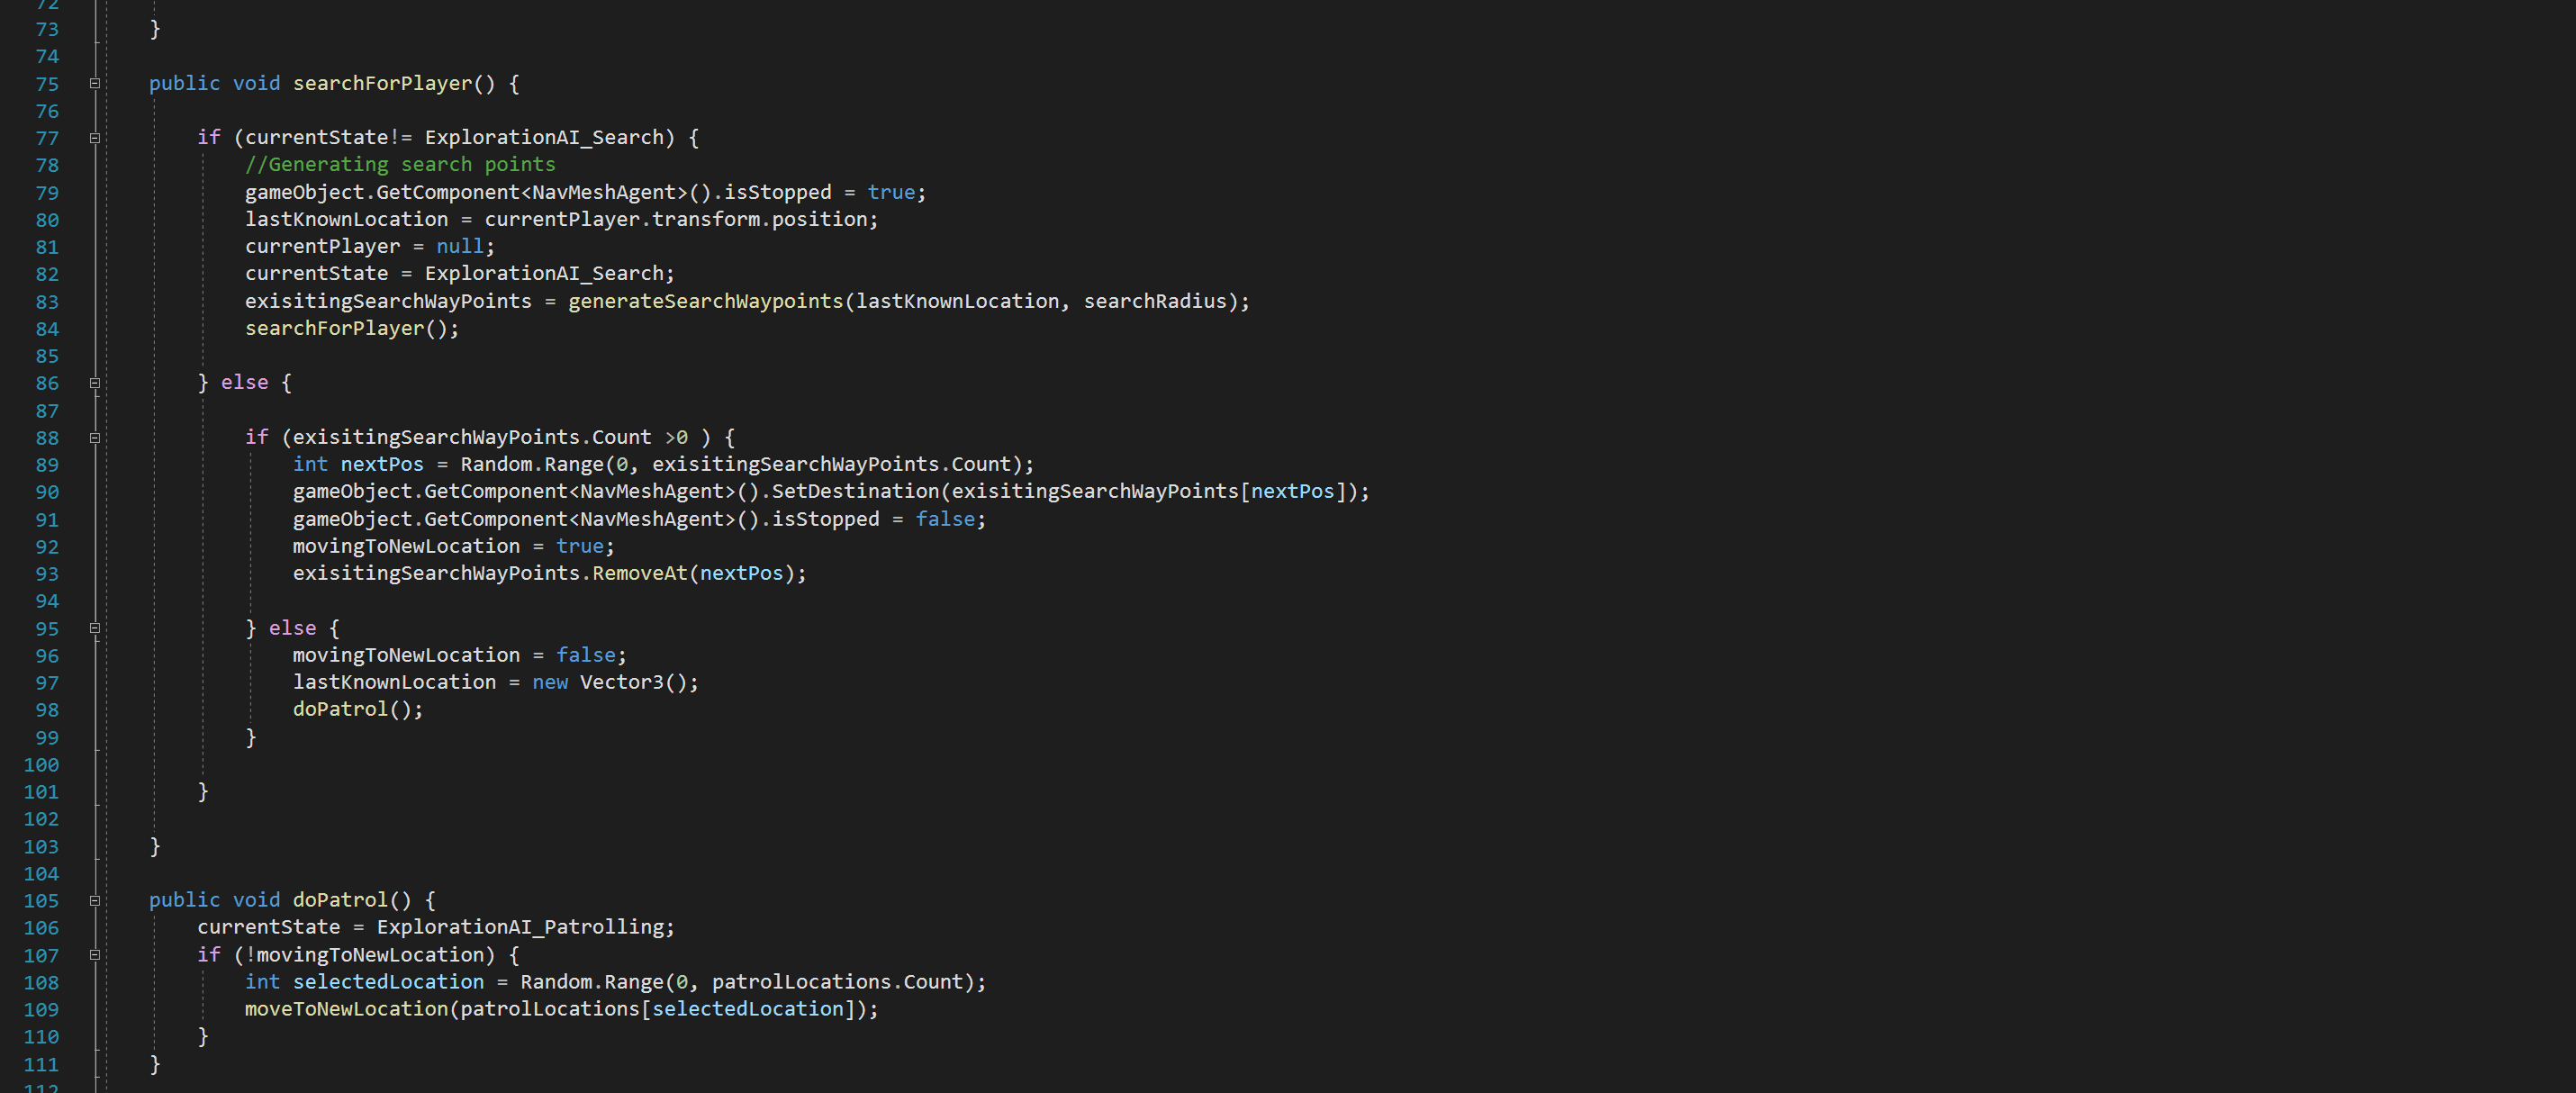 72
73 }
74
75 public void searchForPlayer() {
76
77 if (currentState!= ExplorationAI_Search) {
78 //Generating search points
79 gameObject.GetComponent<NavMeshAgent>().isStopped = true;
80 lastKnownLocation = currentPlayer.transform.position;
81 currentPlayer = null;
82 currentState = ExplorationAI_Search;
83 exisitingSearchWayPoints = generateSearchWaypoints(lastKnownLocation, searchRadius);
84 searchForPlayer();
85
86 } else {
87
88 if (exisitingSearchWayPoints.Count >0 ) {
89 int nextPos = Random.Range(0, exisitingSearchWayPoints.Count);
90 gameObject.GetComponent<NavMeshAgent>().SetDestination(exisitingSearchWayPoints[nextPos]);
91 gameObject.GetComponent<NavMeshAgent>().isStopped = false;
92 movingToNewLocation = true;
93 exisitingSearchWayPoints.RemoveAt(nextPos);
94
95 } else {
96 movingToNewLocation = false;
97 lastKnownLocation = new Vector3();
98 doPatrol();
99 }
100
101 }
102
103 }
104
105 public void doPatrol() {
106 currentState = ExplorationAI_Patrolling;
107 if (!movingToNewLocation) {
108 int selectedLocation = Random.Range(0, patrolLocations.Count);
109 moveToNewLocation(patrolLocations[selectedLocation]);
110 }
111 }
112